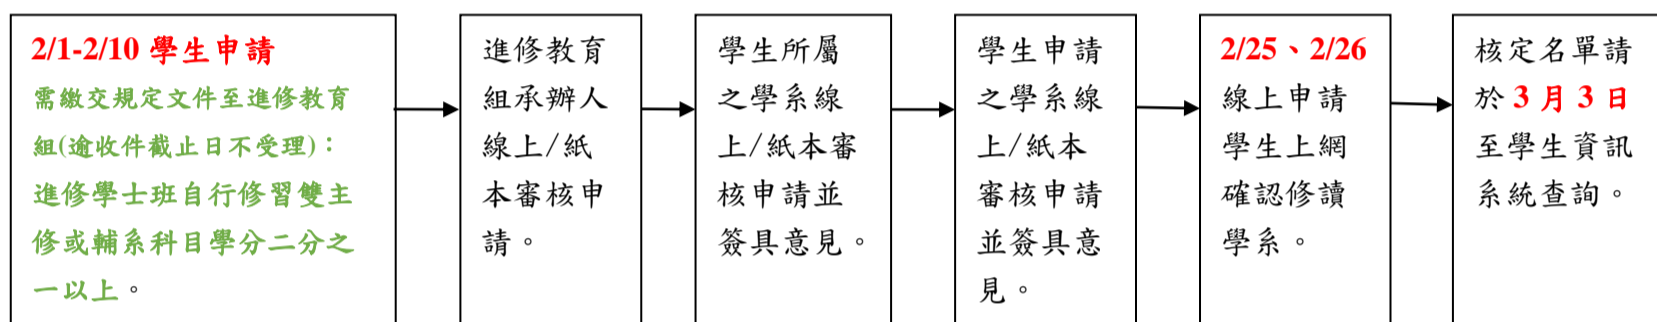 2/1-2/10 學生申請
需繳交規定文件至進修教育
組(逾收件截止日不受理)：
進修學士班自行修習雙主
修或輔系科目學分二分之
一以上。
進修教育
組承辦人
線上/紙
本審核申
請。
學生所屬
之學系線
上/紙本審
核申請並
簽具意見。
學生申請
之學系線
上/紙本
審核申請
並簽具意
見。
2/25、2/26
線上申請
學生上網
確認修讀
學系。
核定名單請
於 3 月 3 日
至學生資訊
系統查詢。